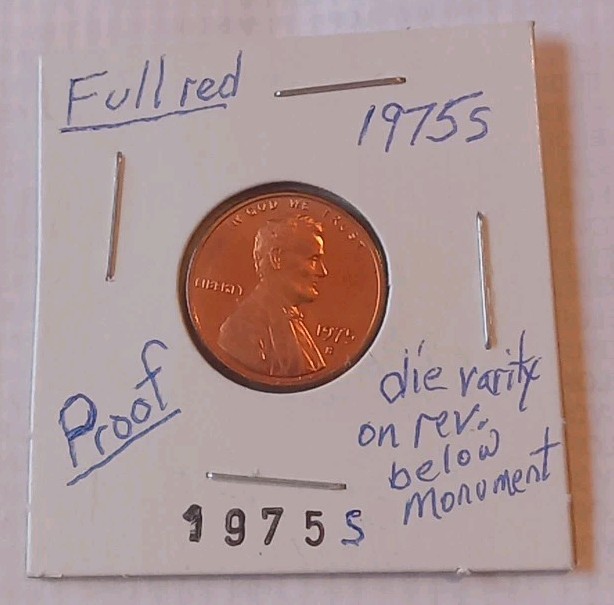 Full red
1975s
IN GOD WE TRUST
LIBERTY
1975
S
Proof
die varity
on rev.
below
monument
1975s